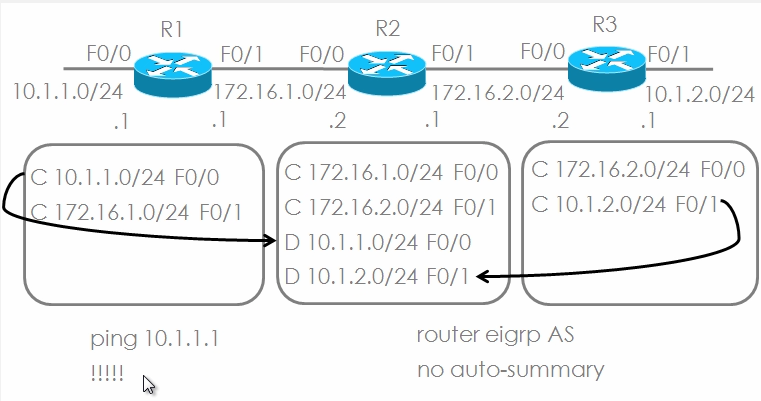 R1 R2 R3
F0/0 F0/1 F0/0 F0/1 F0/0 F0/1
10.1.1.0/24 172.16.1.0/24 172.16.2.0/24 10.1.2.0/24
.1 .1 .2 .1 .2 .1
C 10.1.1.0/24 F0/0
C 172.16.1.0/24 F0/1
C 172.16.1.0/24 F0/0
C 172.16.2.0/24 F0/1
D 10.1.1.0/24 F0/0
D 10.1.2.0/24 F0/1
C 172.16.2.0/24 F0/0
C 10.1.2.0/24 F0/1
ping 10.1.1.1
!!!!!
router eigrp AS
no auto-summary